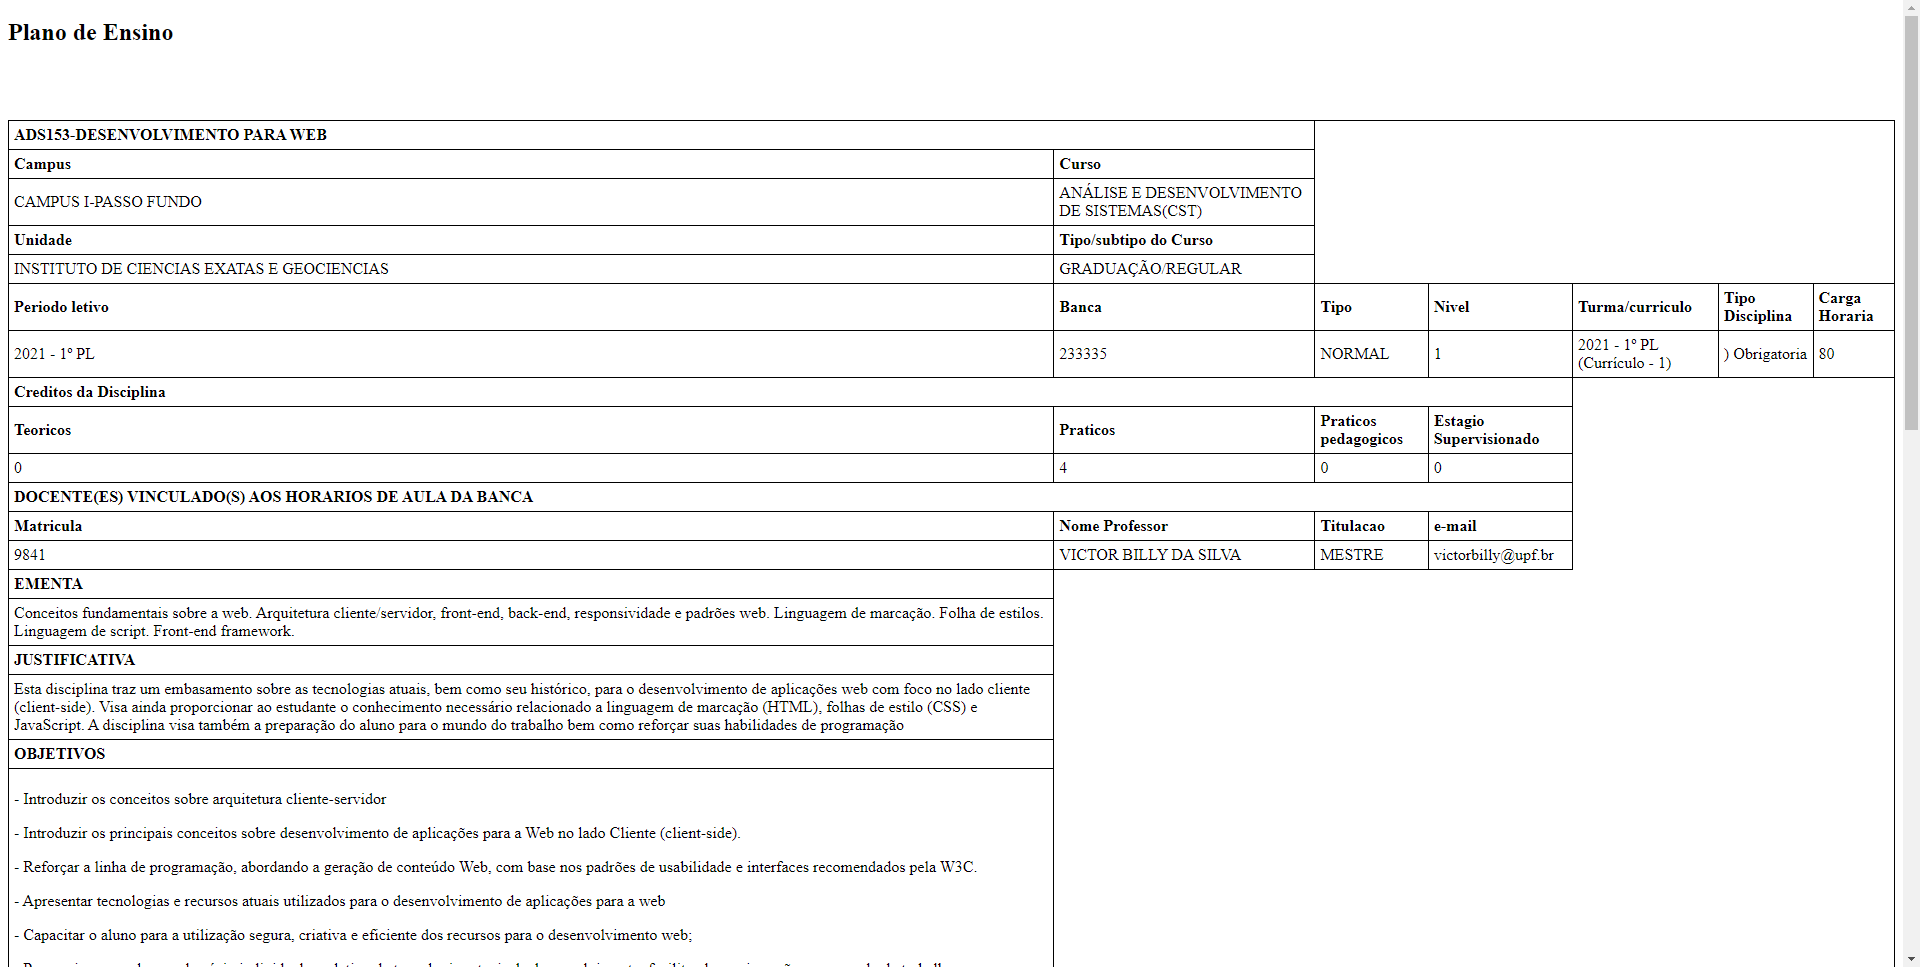 Plano de Ensino
ADS153-DESENVOLVIMENTO PARA WEB
Campus Curso
CAMPUS I-PASSO FUNDO ANÁLISE E DESENVOLVIMENTO
DE SISTEMAS(CST)
Unidade Tipo/subtipo do Curso
INSTITUTO DE CIENCIAS EXATAS E GEOCIENCIAS GRADUAÇÃO/REGULAR
Periodo letivo Banca Tipo Nivel Turma/curriculo Tipo Disciplina Carga Horaria
2021 - 1º PL 233335 NORMAL 1 2021 - 1º PL (Currículo - 1) ) Obrigatoria 80
Creditos da Disciplina
Teoricos Praticos Praticos pedagogicos Estagio Supervisionado
0 4 0 0
DOCENTE(ES) VINCULADO(S) AOS HORARIOS DE AULA DA BANCA
Matricula Nome Professor Titulacao e-mail
9841 VICTOR BILLY DA SILVA MESTRE victorbilly@upf.br
EMENTA
Conceitos fundamentais sobre a web. Arquitetura cliente/servidor, front-end, back-end, responsividade e padrões web. Linguagem de marcação. Folha de estilos.
Linguagem de script. Front-end framework.
JUSTIFICATIVA
Esta disciplina traz um embasamento sobre as tecnologias atuais, bem como seu histórico, para o desenvolvimento de aplicações web com foco no lado cliente
(client-side). Visa ainda proporcionar ao estudante o conhecimento necessário relacionado a linguagem de marcação (HTML), folhas de estilo (CSS) e
JavaScript. A disciplina visa também a preparação do aluno para o mundo do trabalho bem como reforçar suas habilidades de programação
OBJETIVOS
- Introduzir os conceitos sobre arquitetura cliente-servidor
- Introduzir os principais conceitos sobre desenvolvimento de aplicações para a Web no lado Cliente (client-side).
- Reforçar a linha de programação, abordando a geração de conteúdo Web, com base nos padrões de usabilidade e interfaces recomendados pela W3C.
- Apresentar tecnologias e recursos atuais utilizados para o desenvolvimento de aplicações para a web
- Capacitar o aluno para a utilização segura, criativa e eficiente dos recursos para o desenvolvimento web;